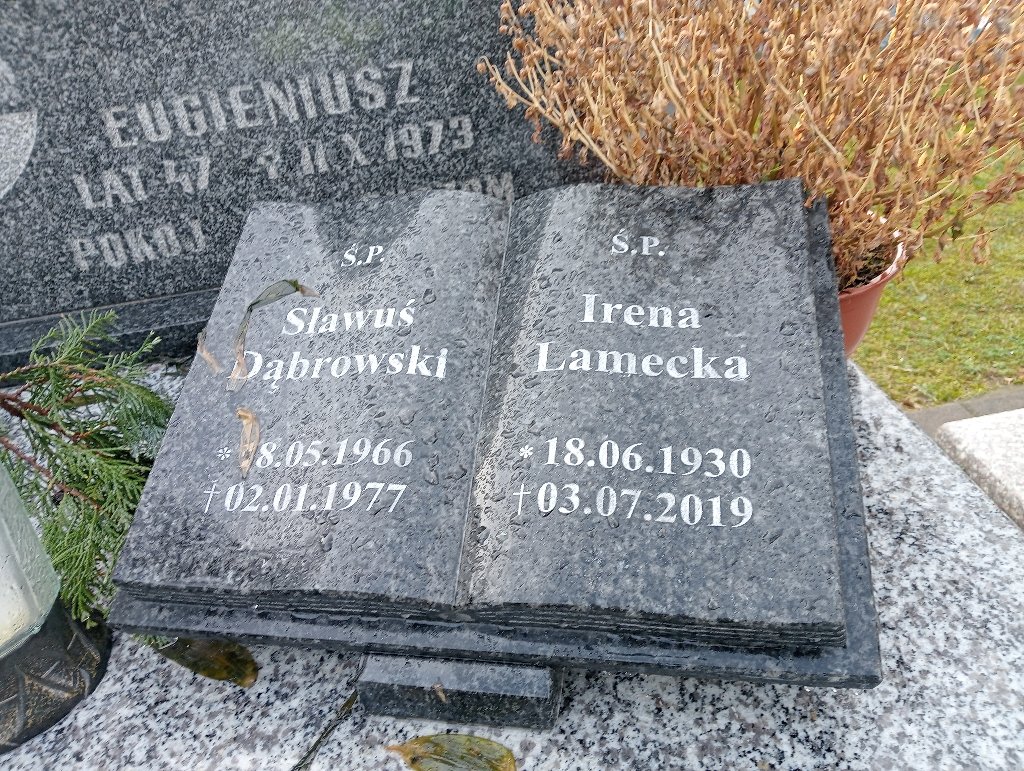 EUGIENIUSZ
LAT 47 † 11 X 1973
POKÓJ
Ś.P.
Sławuś
Dąbrowski
8.05.1966
† 02.01.1977
Ś.P.
Irena
Lamecka
* 18.06.1930
† 03.07.2019